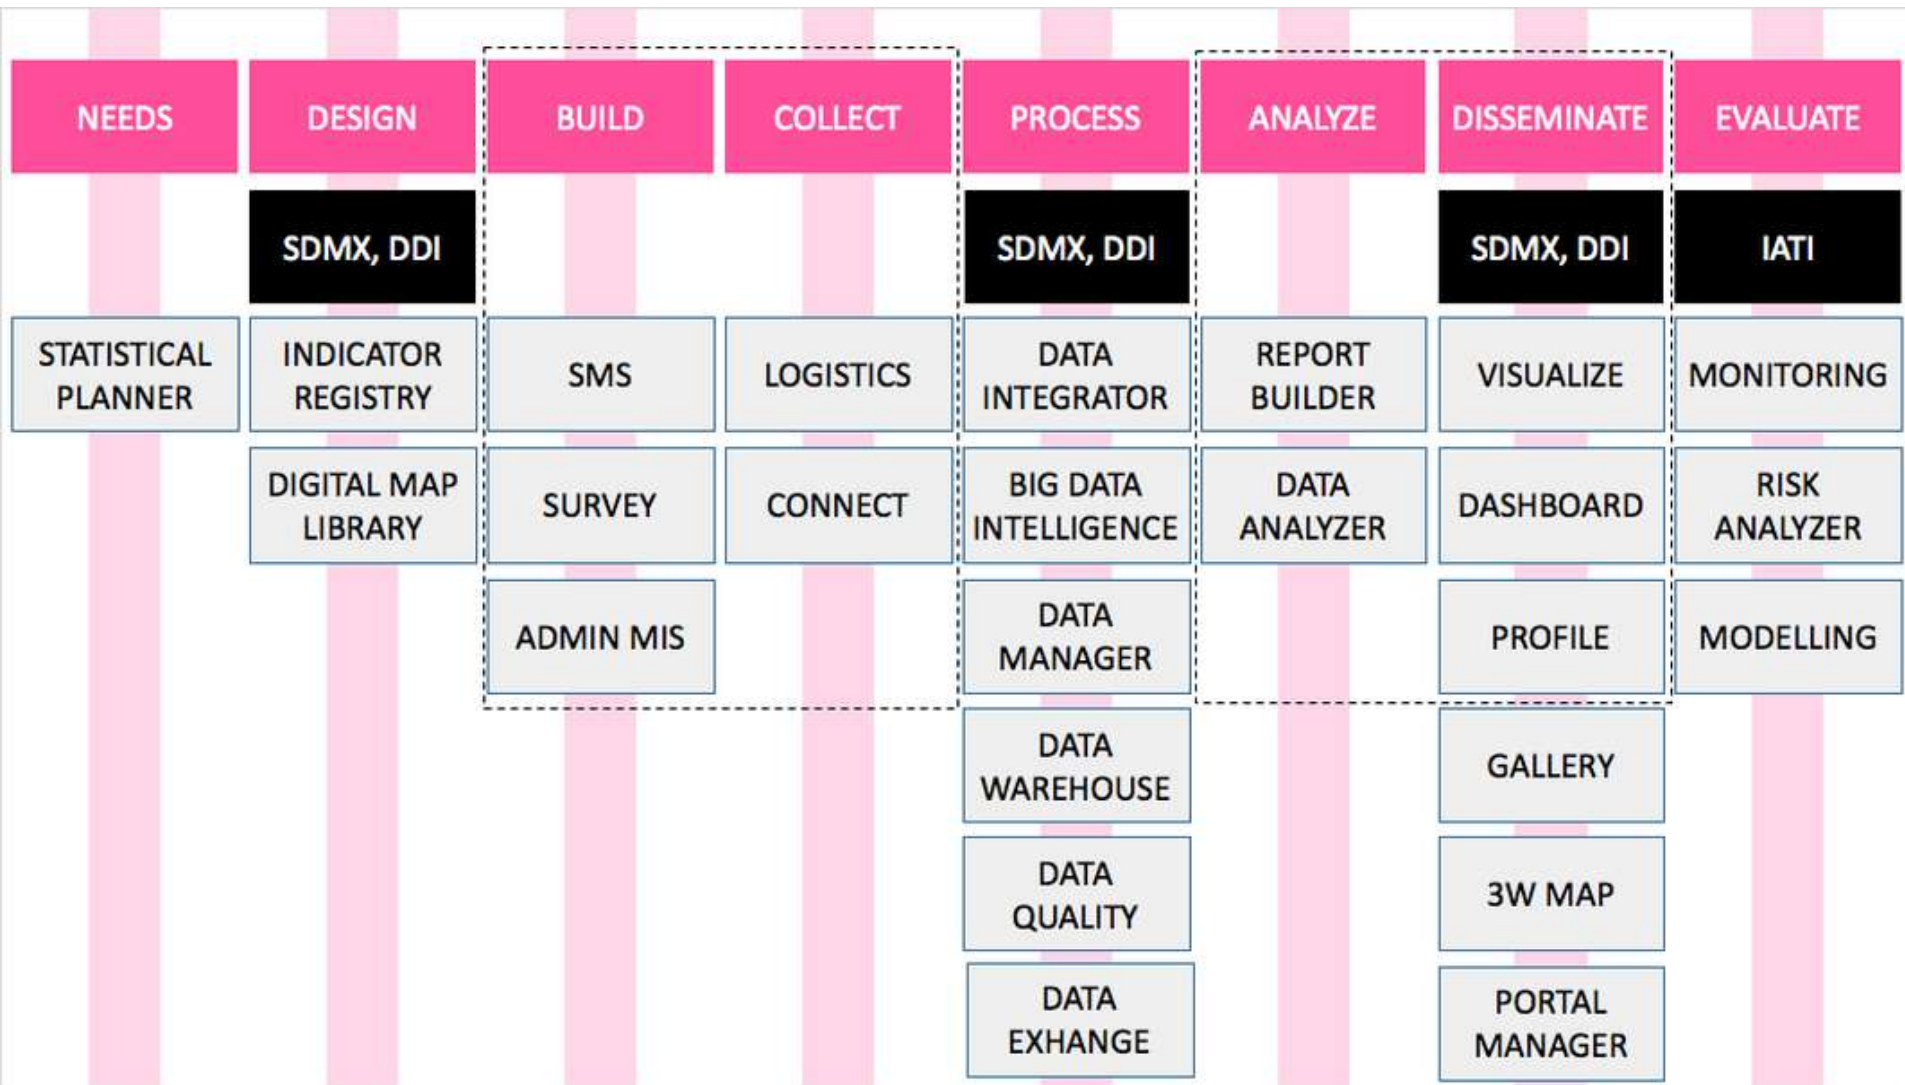 NEEDS
DESIGN
BUILD
COLLECT
PROCESS
ANALYZE
DISSEMINATE
EVALUATE
SDMX, DDI
SDMX, DDI
SDMX, DDI
IATI
STATISTICAL
PLANNER
INDICATOR
REGISTRY
SMS
LOGISTICS
DATA
INTEGRATOR
REPORT
BUILDER
VISUALIZE
MONITORING
DIGITAL MAP
LIBRARY
SURVEY
CONNECT
BIG DATA
INTELLIGENCE
DATA
ANALYZER
DASHBOARD
RISK
ANALYZER
ADMIN MIS
DATA
MANAGER
PROFILE
MODELLING
DATA
WAREHOUSE
GALLERY
DATA
QUALITY
3W MAP
DATA
EXHANGE
PORTAL
MANAGER